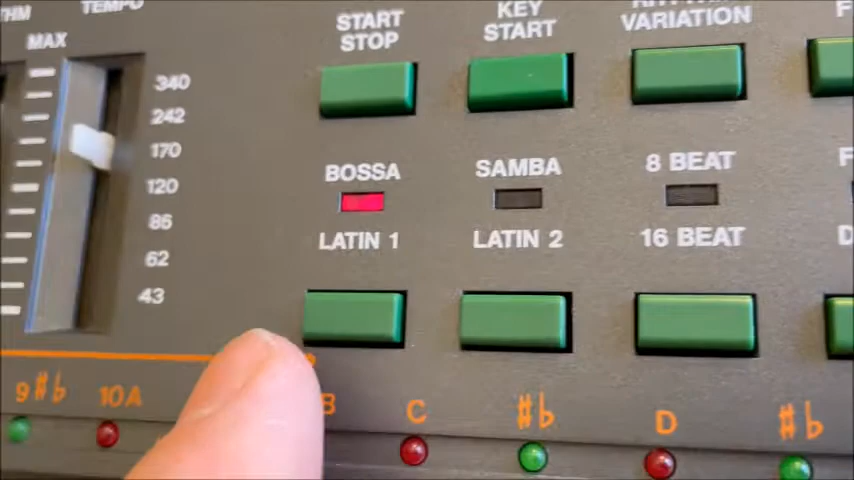 TEMPO
START
STOP
KEY
START
VARIATION
MAX
340
242
170
120
86
62
43
BOSSA
SAMBA
8 BEAT
LATIN 1
LATIN 2
16 BEAT
9 #♭
10A
B
C
#♭
D
#♭